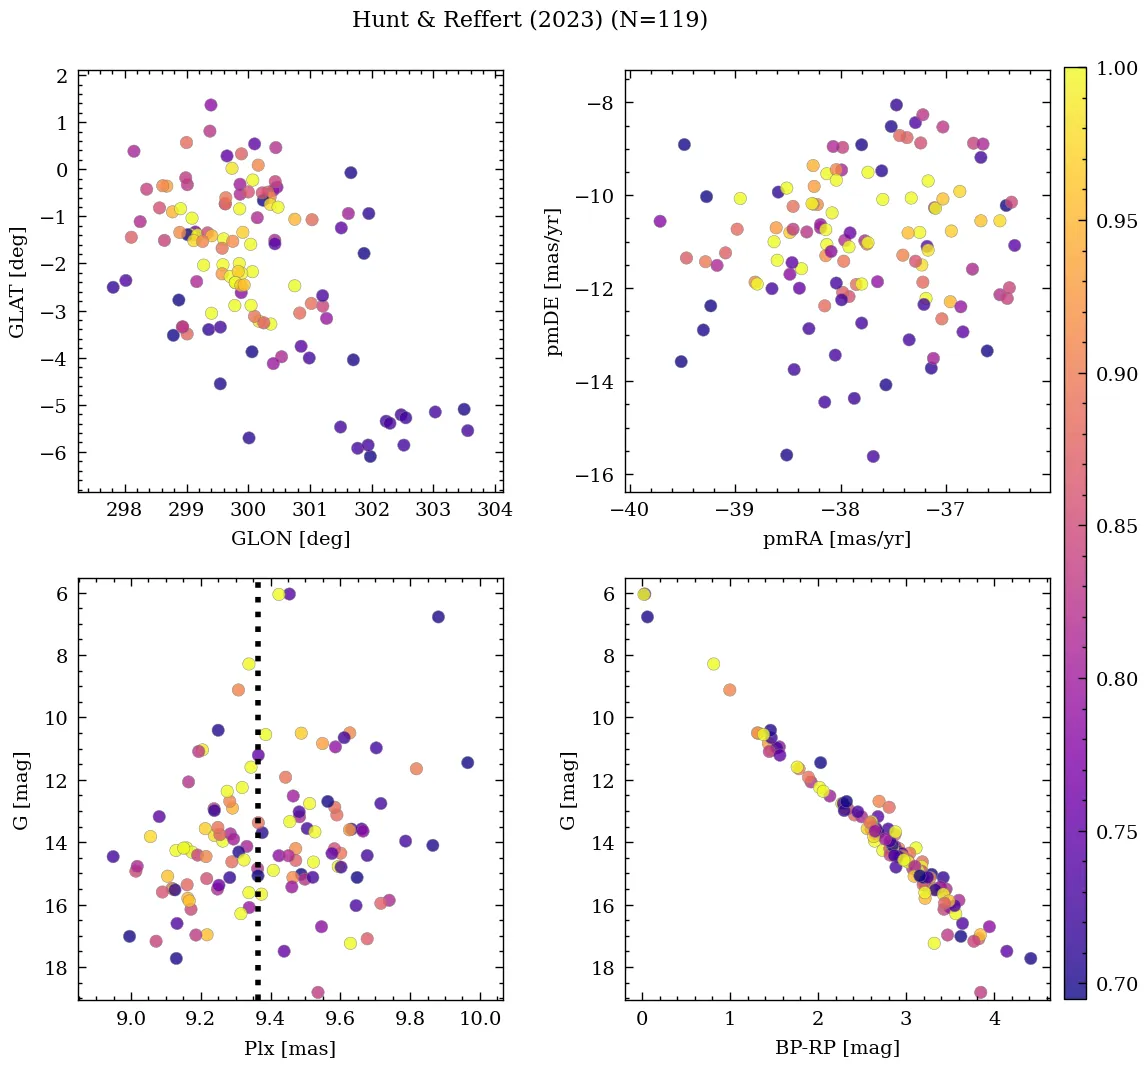 Hunt & Reffert (2023) (N=119)
2
1
0
−1
−2
−3
−4
−5
−6
GLAT [deg]
298 299 300 301 302 303 304
GLON [deg]
−8
−10
−12
−14
−16
pmDE [mas/yr]
−40 −39 −38 −37
pmRA [mas/yr]
6
8
10
12
14
16
18
G [mag]
9.0 9.2 9.4 9.6 9.8 10.0
Plx [mas]
6
8
10
12
14
16
18
G [mag]
0 1 2 3 4
BP-RP [mag]
1.00
0.95
0.90
0.85
0.80
0.75
0.70